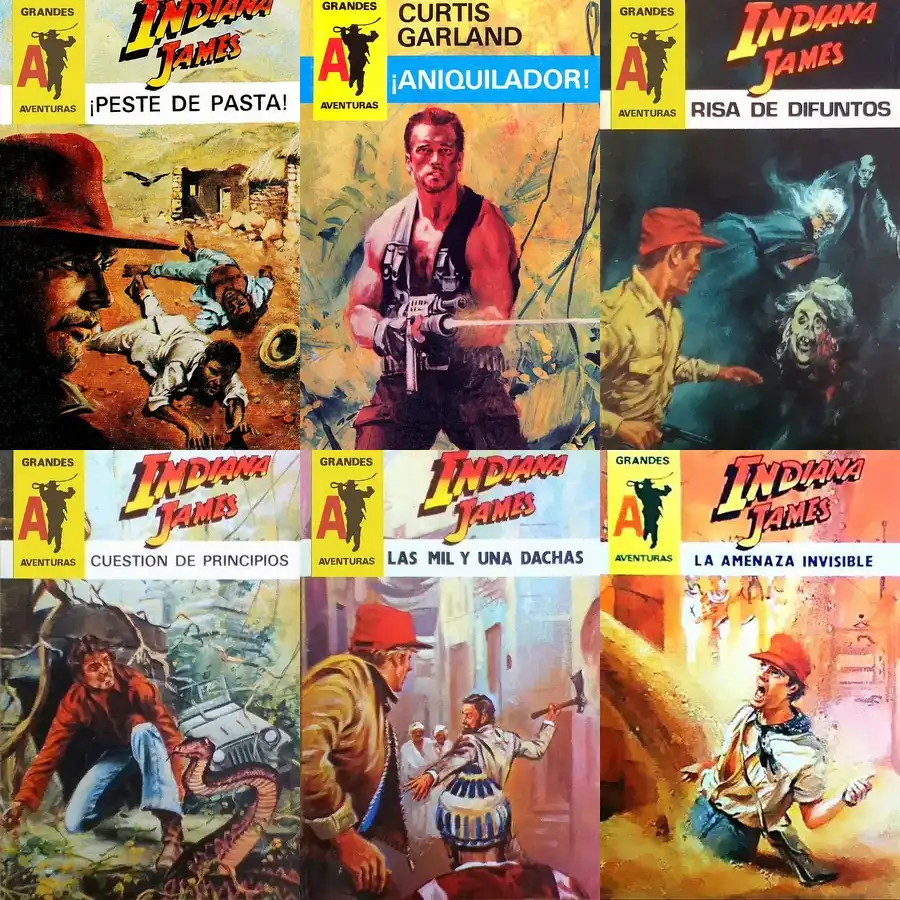 GRANDES
A
AVENTURAS
INDIANA
JAMES
¡PESTE DE PASTA!
GRANDES
A
AVENTURAS
CURTIS
GARLAND
¡ANIQUILADOR!
GRANDES
A
AVENTURAS
INDIANA
JAMES
RISA DE DIFUNTOS
GRANDES
A
AVENTURAS
INDIANA
JAMES
CUESTION DE PRINCIPIOS
GRANDES
A
AVENTURAS
INDIANA
JAMES
LAS MIL Y UNA DACHAS
GRANDES
A
AVENTURAS
INDIANA
JAMES
LA AMENAZA INVISIBLE